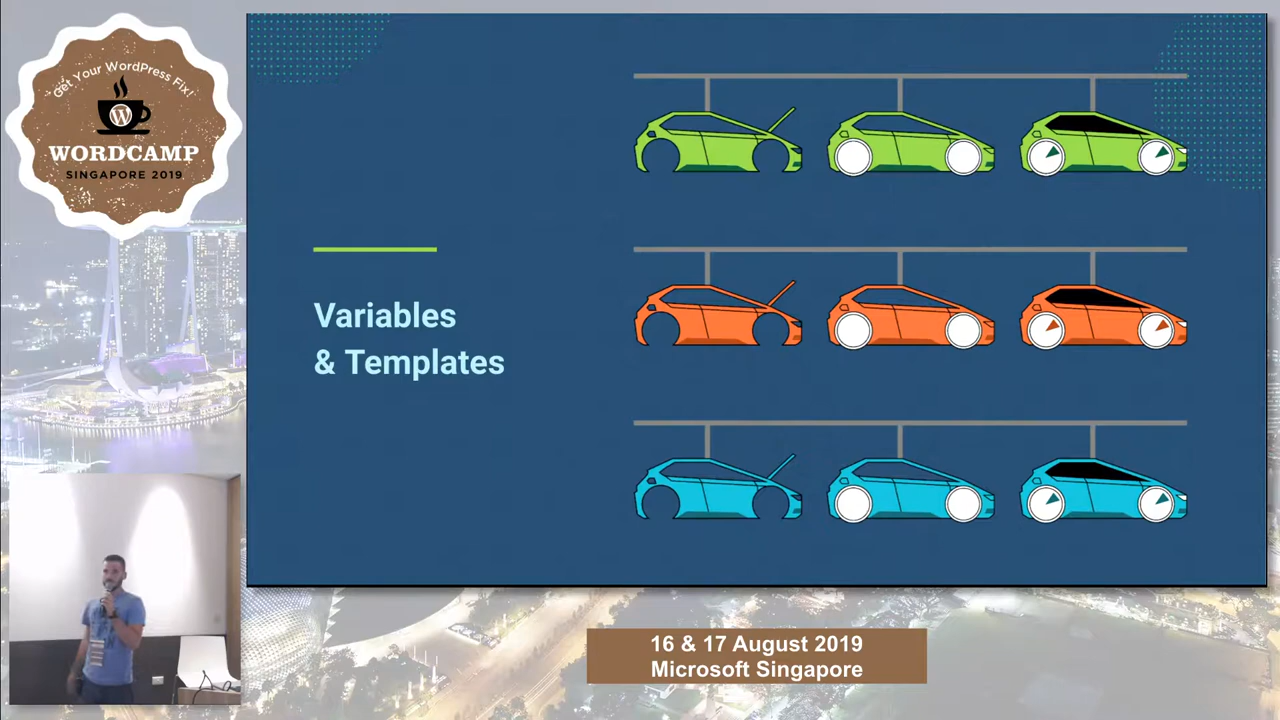 Get Your WordPress Fix!
W
WORDCAMP
SINGAPORE 2019
Variables
& Templates
16 & 17 August 2019
Microsoft Singapore